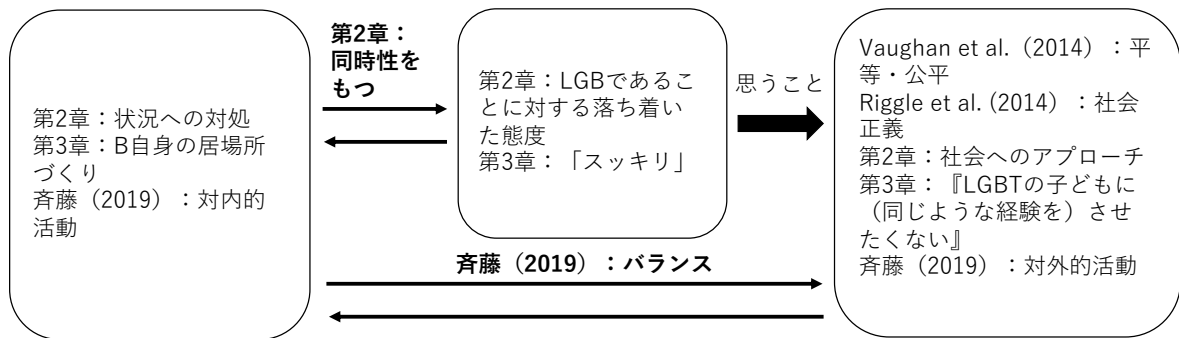 第2章：状況への対処
第3章：B自身の居場所
づくり
斉藤（2019）：対内的
活動
第2章：
同時性を
もつ
第2章：LGBであるこ
とに対する落ち着い
た態度
第3章：「スッキリ」
思うこと
Vaughan et al.（2014）：平
等・公平
Riggle et al. (2014)：社会
正義
第2章：社会へのアプローチ
第3章：『LGBTの子どもに
（同じような経験を）させ
たくない』
斉藤（2019）：対外的活動
斉藤（2019）：バランス